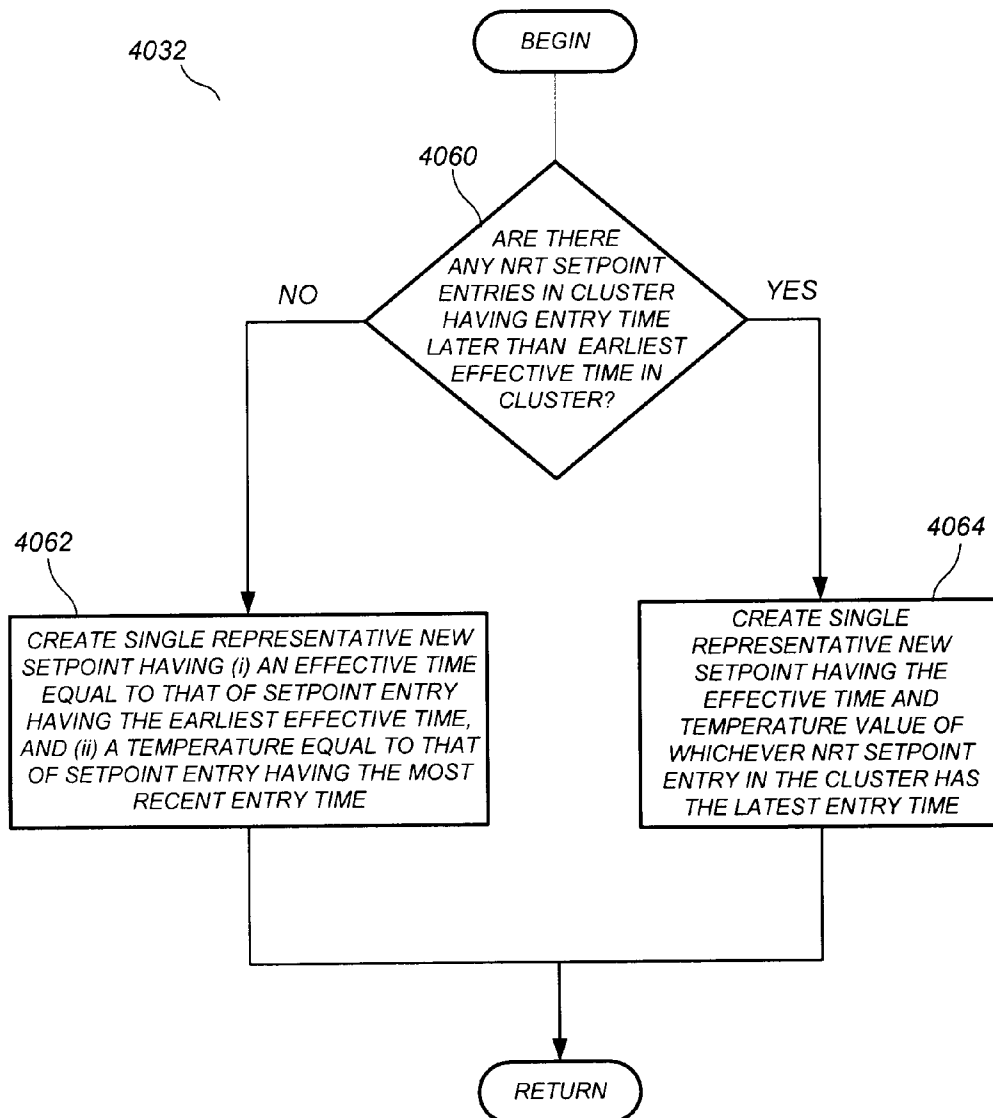 BEGIN
4032
4060
ARE THERE
ANY NRT SETPOINT
ENTRIES IN CLUSTER
HAVING ENTRY TIME
LATER THAN EARLIEST
EFFECTIVE TIME IN
CLUSTER?
NO
YES
4062
CREATE SINGLE REPRESENTATIVE NEW
SETPOINT HAVING (i) AN EFFECTIVE TIME
EQUAL TO THAT OF SETPOINT ENTRY
HAVING THE EARLIEST EFFECTIVE TIME,
AND (ii) A TEMPERATURE EQUAL TO THAT
OF SETPOINT ENTRY HAVING THE MOST
RECENT ENTRY TIME
4064
CREATE SINGLE
REPRESENTATIVE NEW
SETPOINT HAVING THE
EFFECTIVE TIME AND
TEMPERATURE VALUE OF
WHICHEVER NRT SETPOINT
ENTRY IN THE CLUSTER HAS
THE LATEST ENTRY TIME
RETURN